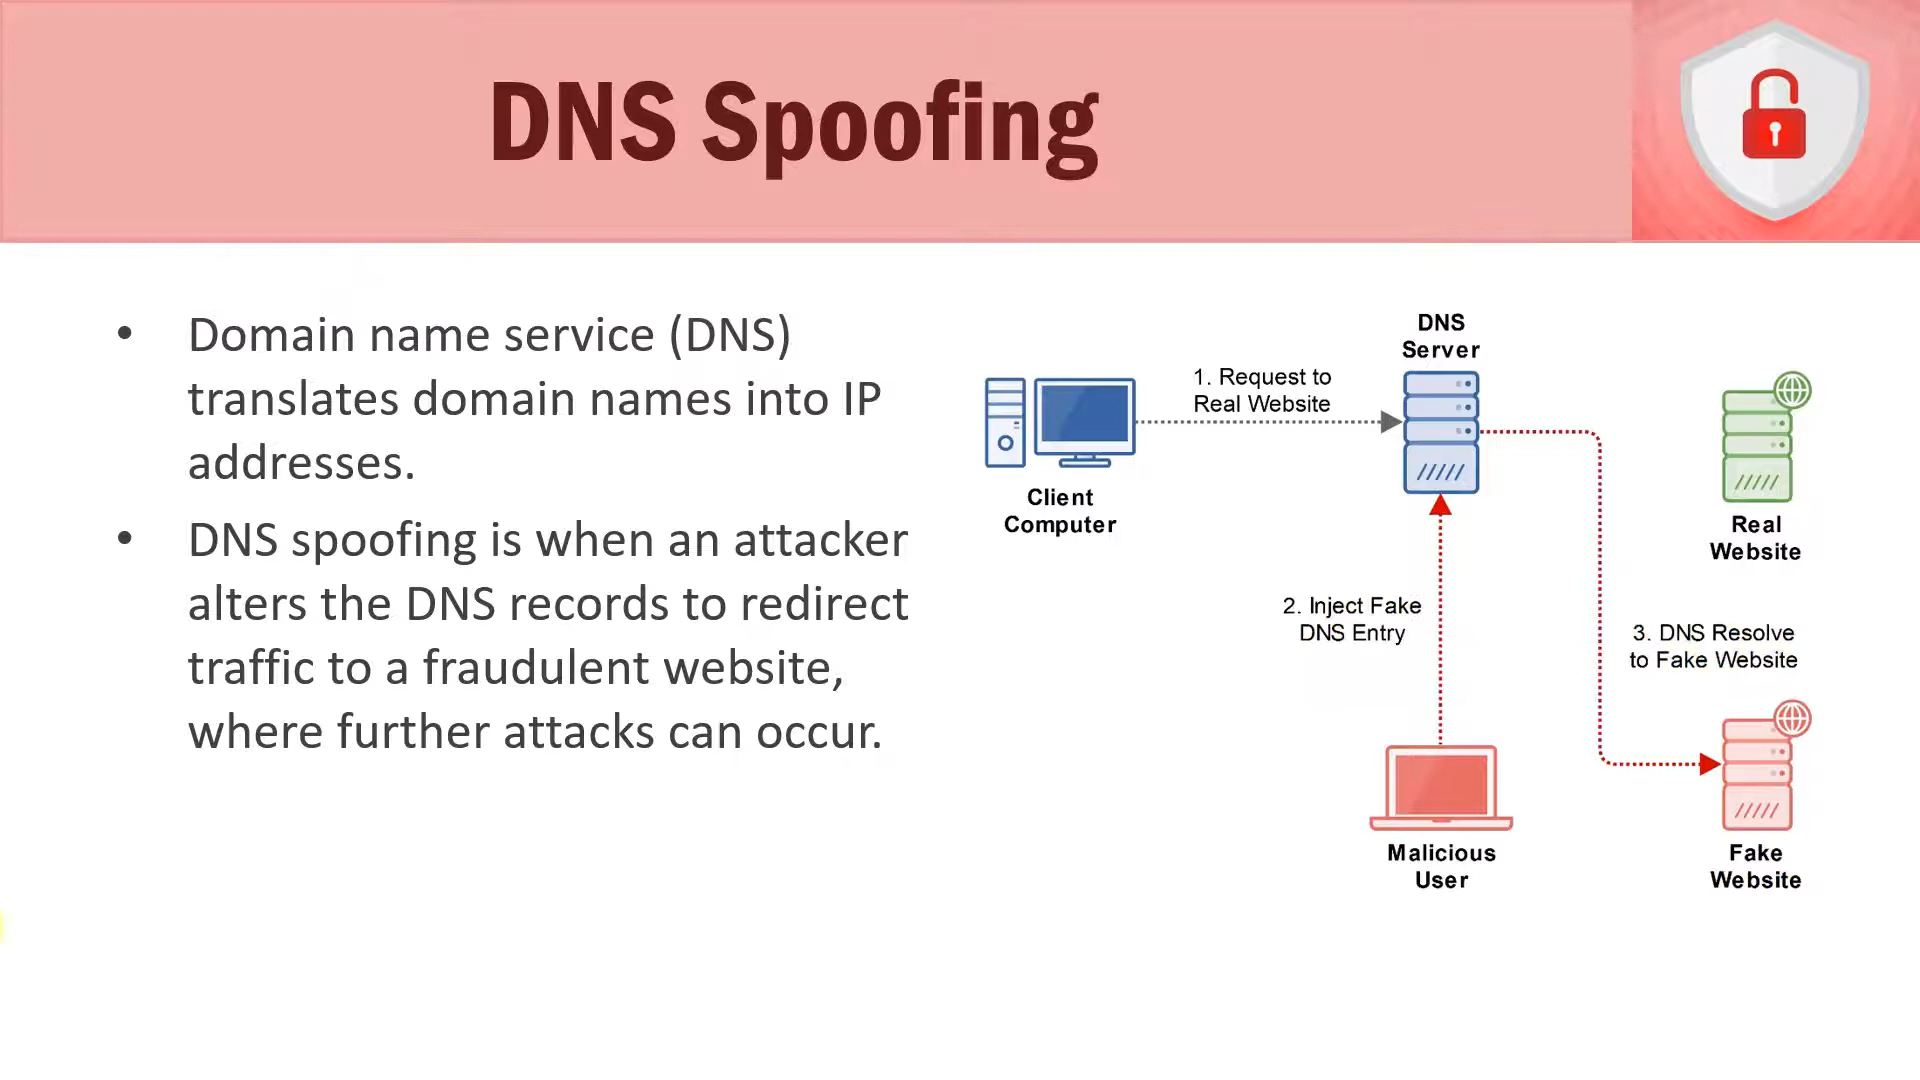 DNS Spoofing
• Domain name service (DNS)
translates domain names into IP
addresses.
• DNS spoofing is when an attacker
alters the DNS records to redirect
traffic to a fraudulent website,
where further attacks can occur.
DNS
Server
1. Request to
Real Website
Client
Computer
Real
Website
2. Inject Fake
DNS Entry
3. DNS Resolve
to Fake Website
Malicious
User
Fake
Website